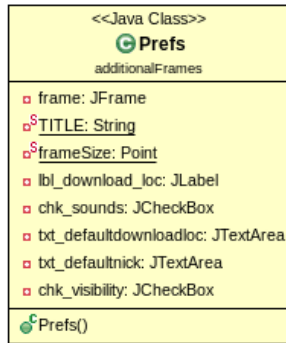 <<Java Class>>
Prefs
additionalFrames
frame: JFrame
TITLE: String
frameSize: Point
lbl_download_loc: JLabel
chk_sounds: JCheckBox
txt_defaultdownloadloc: JTextArea
txt_defaultnick: JTextArea
chk_visibility: JCheckBox
Prefs()